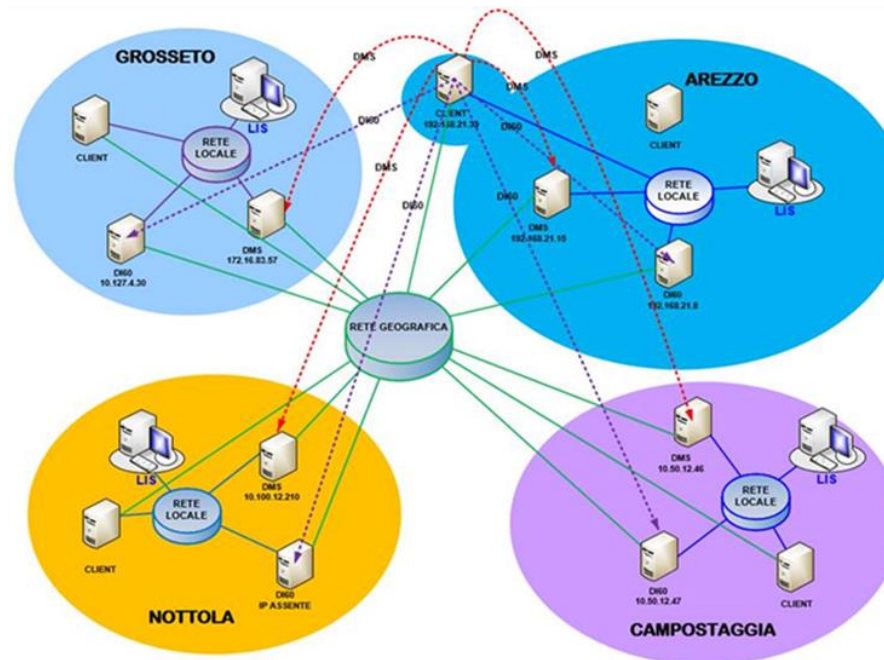 GROSSETO
LIS
CLIENT
RETE
LOCALE
DMS
172.16.83.57
DI60
10.127.4.30
DMS
DMS
DI60
DMS
DI60
DMS
DI60
DI60
CLIENT
AREZZO
CLIENT
RETE
LOCALE
LIS
DMS
192.168.21.15
DI60
192.168.21.8
RETE GEOGRAFICA
LIS
RETE
LOCALE
DMS
10.100.12.210
CLIENT
DI60
IP ASSENTE
NOTTOLA
DMS
10.50.12.46
LIS
RETE
LOCALE
DI60
10.50.12.47
CLIENT
CAMPOSTAGGIA